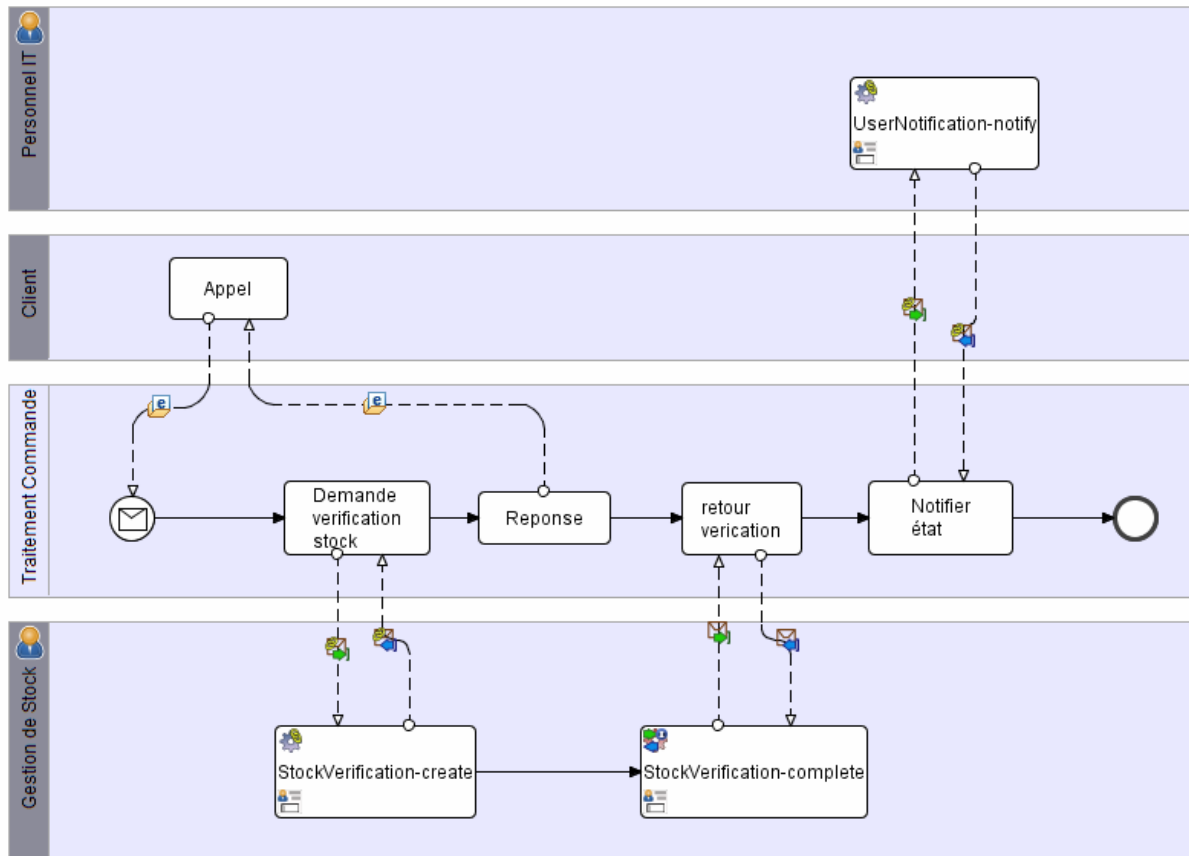 Personnel IT
UserNotification-notify
Client
Appel
e
e
Traitement Commande
Demande
verification
stock
Reponse
retour
verication
Notifier
état
Gestion de Stock
StockVerification-create
StockVerification-complete